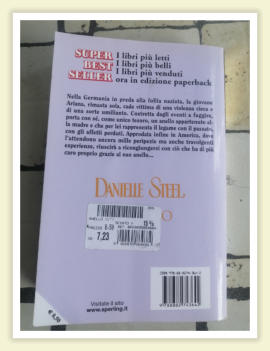 SUPER
BEST
SELLER
I libri più letti
I libri più belli
I libri più venduti
ora in edizione paperback
Nella Germania in preda alla follia nazista, la giovane
Ariana, rimasta sola, cade vittima di una violenza cieca e
di una sorte umiliante. Costretta dagli eventi a fuggire,
porta con sé, come unico tesoro, un anello appartenuto al-
la madre e che per lei rappresenta il legame con il passato,
con gli affetti perduti. Approdata infine in America, dove
l'attendono ancora mille peripezie ma anche travolgenti
esperienze, riuscirà a ricongiungersi con ciò che ha di più
caro proprio grazie al suo anello...
DANIELLE STEEL
O
7,23
Visitate il sito
www.sperling.it
€ 8,50